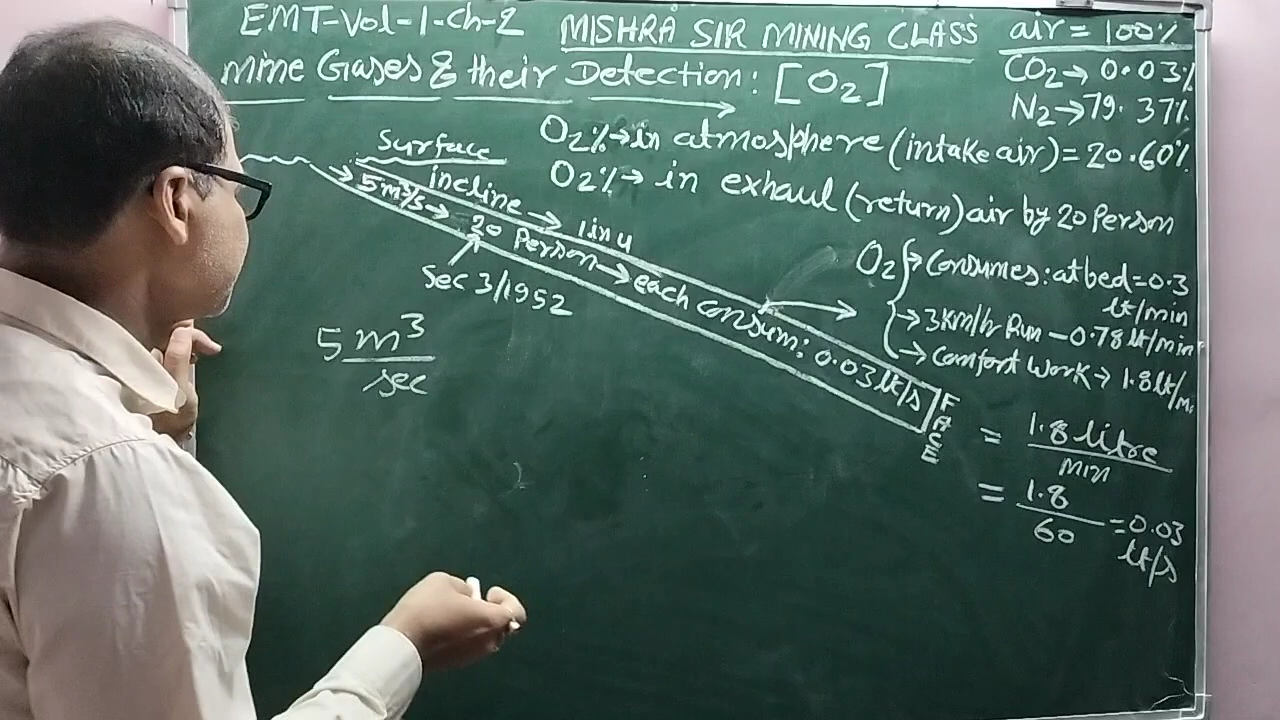 EMT-Vol-1-Ch-2 MISHRA SIR MINING CLASS
air = 100%
CO2→ 0.03%
N2→79.37%
Mine Gases & their Detection: [O2]
O2%→in atmosphere (intake air) = 20.60%
O2%→ in exhaul (return) air by 20 Person
Surface
incline → 1 in 4
→ 5m³/s→ 20 Person→ each consum: 0.03 lt/s
Sec 3/1952
FACE
O2 → Consumes: at bed = 0.3 lt/min
→ 3Km/hr Run - 0.78 lt/min
→ Comfort Work → 1.8 lt/m.
5 m³
sec
= 1.8 litre
min
= 1.8
60 = 0.03
lt/s